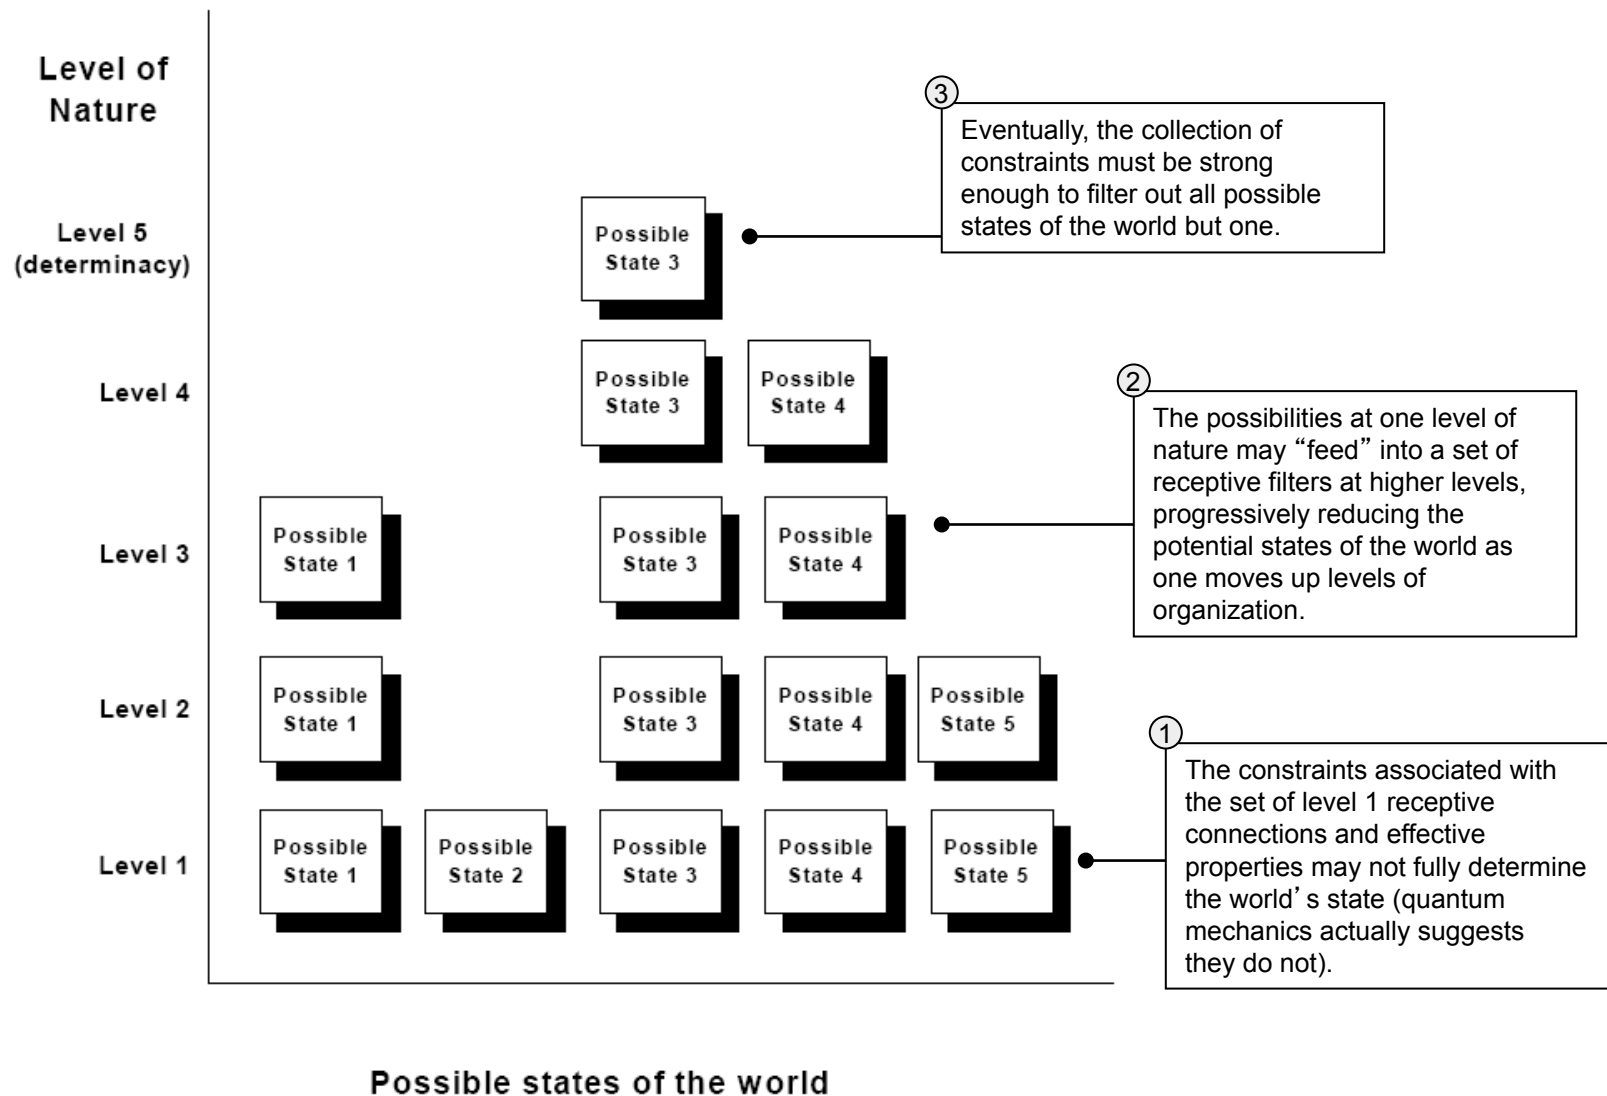 Level of
Nature
3
Eventually, the collection of
constraints must be strong
enough to filter out all possible
states of the world but one.
Level 5
(determinacy)
Possible
State 3
Level 4
Possible
State 3
Possible
State 4
2
The possibilities at one level of
nature may “feed” into a set of
receptive filters at higher levels,
progressively reducing the
potential states of the world as
one moves up levels of
organization.
Level 3
Possible
State 1
Possible
State 3
Possible
State 4
Level 2
Possible
State 1
Possible
State 3
Possible
State 4
Possible
State 5
1
The constraints associated with
the set of level 1 receptive
connections and effective
properties may not fully determine
the world’s state (quantum
mechanics actually suggests
they do not).
Level 1
Possible
State 1
Possible
State 2
Possible
State 3
Possible
State 4
Possible
State 5
Possible states of the world